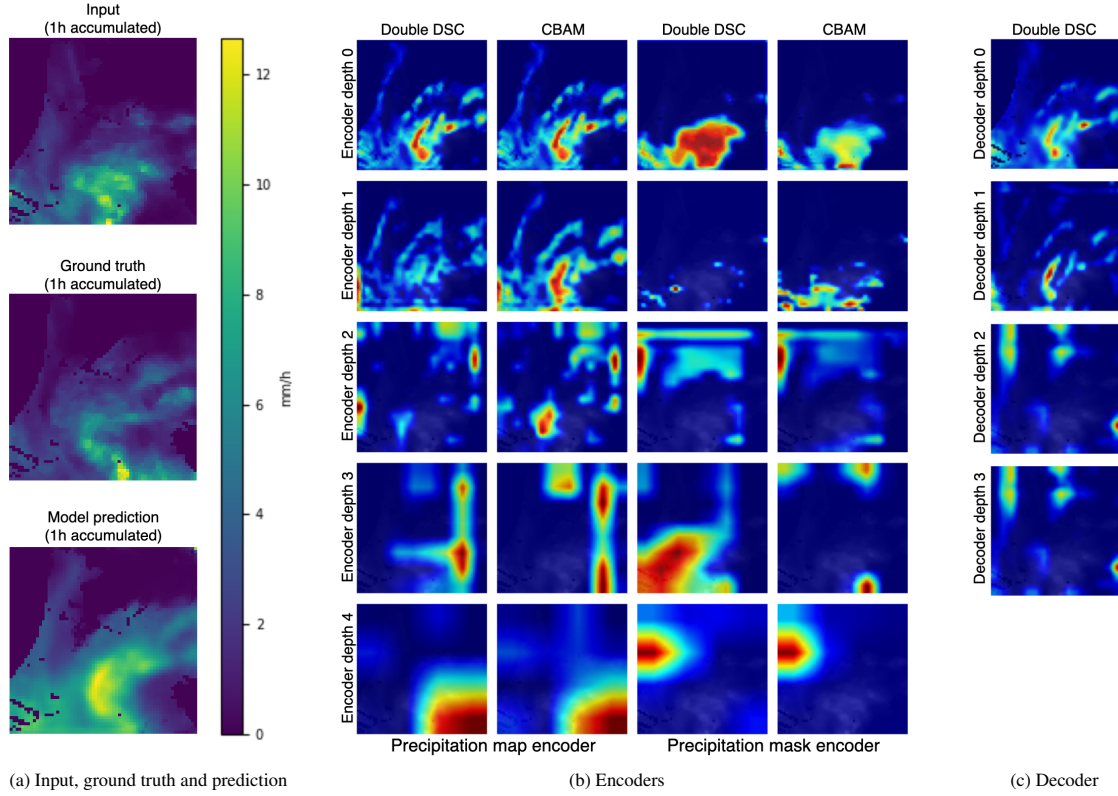 Input
(1h accumulated)
Ground truth
(1h accumulated)
Model prediction
(1h accumulated)
12
10
8
6
4
2
0
mm/h
(a) Input, ground truth and prediction
Double DSC CBAM Double DSC CBAM
Encoder depth 0
Encoder depth 1
Encoder depth 2
Encoder depth 3
Encoder depth 4
Precipitation map encoder Precipitation mask encoder
(b) Encoders
Double DSC
Decoder depth 0
Decoder depth 1
Decoder depth 2
Decoder depth 3
(c) Decoder